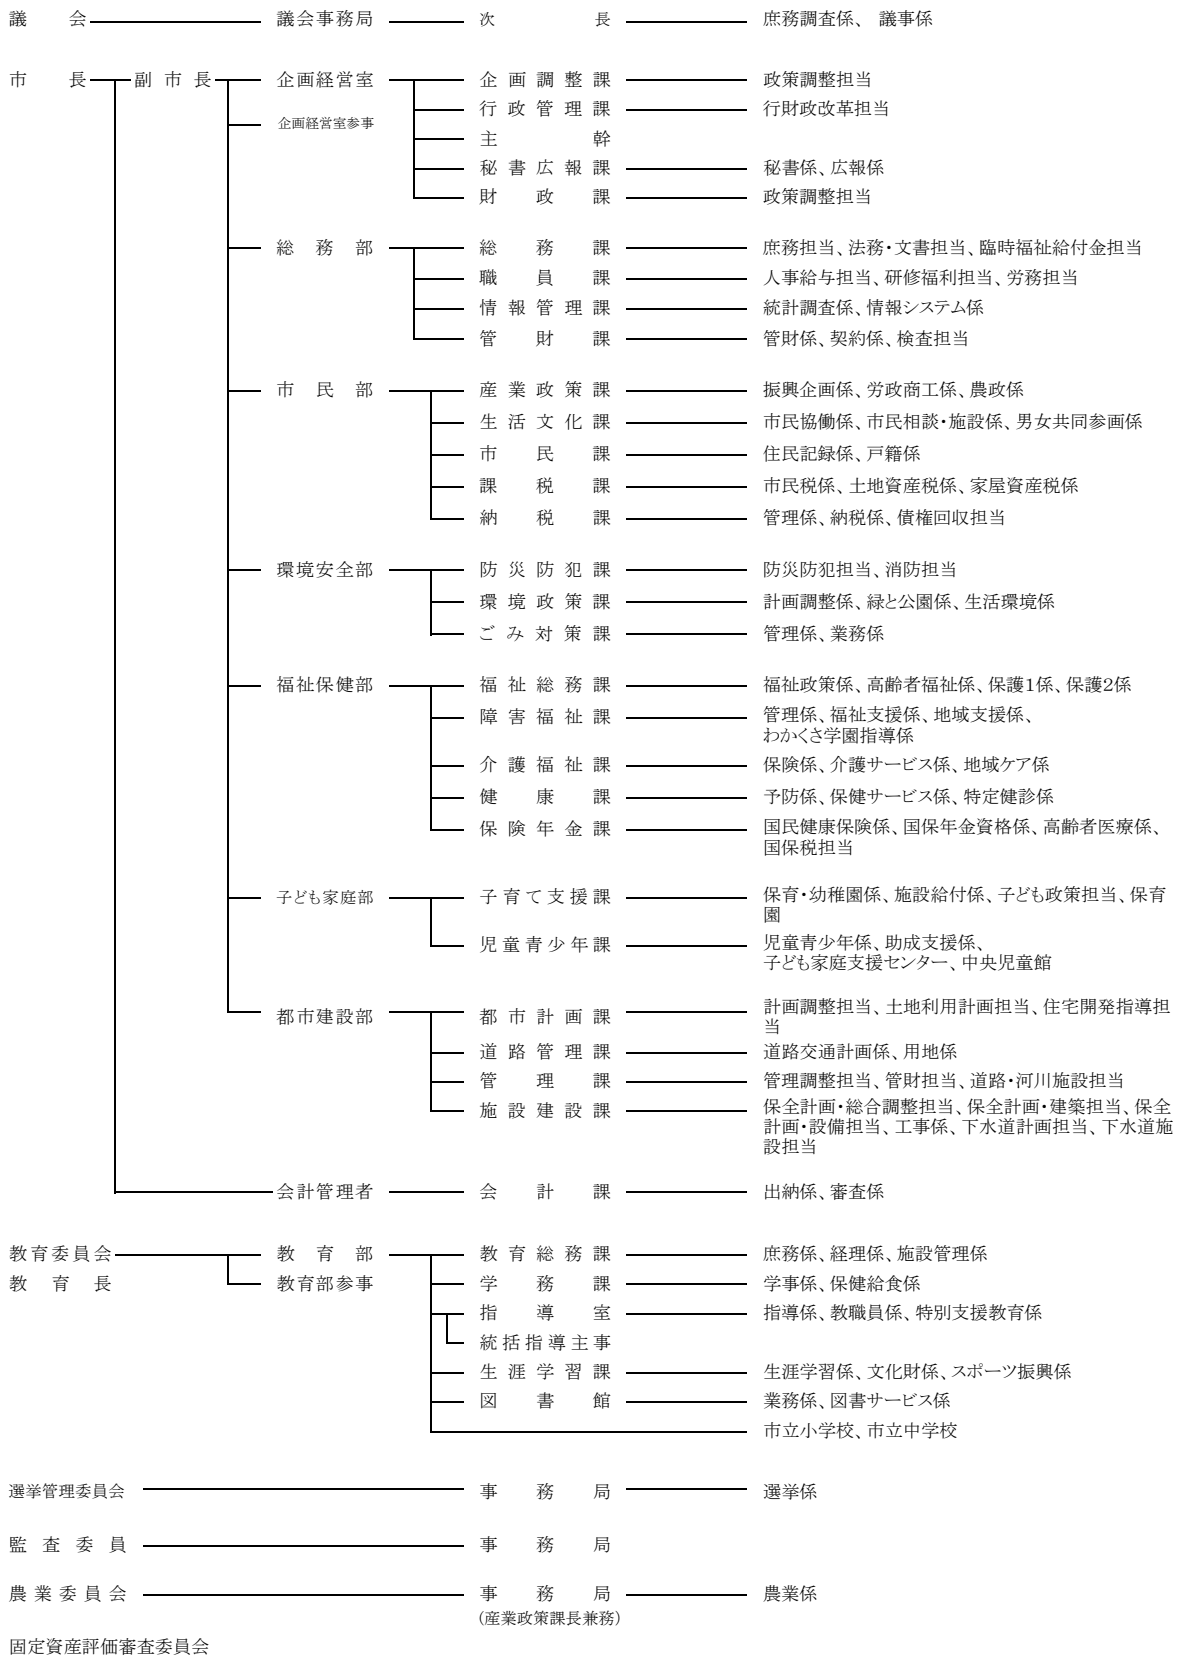 議会 議会事務局 次長 庶務調査係、 議事係
市長 副市長 企画経営室 企画調整課 政策調整担当
行政管理課 行財政改革担当
企画経営室参事
主幹
秘書広報課 秘書係、広報係
財政課 政策調整担当
総務部 総務課 庶務担当、法務・文書担当、臨時福祉給付金担当
職員課 人事給与担当、研修福利担当、労務担当
情報管理課 統計調査係、情報システム係
管財課 管財係、契約係、検査担当
市民部 産業政策課 振興企画係、労政商工係、農政係
生活文化課 市民協働係、市民相談・施設係、男女共同参画係
市民課 住民記録係、戸籍係
課税課 市民税係、土地資産税係、家屋資産税係
納税課 管理係、納税係、債権回収担当
環境安全部 防災防犯課 防災防犯担当、消防担当
環境政策課 計画調整係、緑と公園係、生活環境係
ごみ対策課 管理係、業務係
福祉保健部 福祉総務課 福祉政策係、高齢者福祉係、保護1係、保護2係
障害福祉課 管理係、福祉支援係、地域支援係、
わかくさ学園指導係
介護福祉課 保険係、介護サービス係、地域ケア係
健康課 予防係、保健サービス係、特定健診係
保険年金課 国民健康保険係、国保年金資格係、高齢者医療係、
国保税担当
子ども家庭部 子育て支援課 保育・幼稚園係、施設給付係、子ども政策担当、保育
園
児童青少年課 児童青少年係、助成支援係、
子ども家庭支援センター、中央児童館
都市建設部 都市計画課 計画調整担当、土地利用計画担当、住宅開発指導担
当
道路管理課 道路交通計画係、用地係
管理課 管理調整担当、管財担当、道路・河川施設担当
施設建設課 保全計画・総合調整担当、保全計画・建築担当、保全
計画・設備担当、工事係、下水道計画担当、下水道施
設担当
会計管理者 会計課 出納係、審査係
教育委員会 教育部 教育総務課 庶務係、経理係、施設管理係
教育長 教育部参事 学務課 学事係、保健給食係
指導室 指導係、教職員係、特別支援教育係
統括指導主事
生涯学習課 生涯学習係、文化財係、スポーツ振興係
図書館 業務係、図書サービス係
市立小学校、市立中学校
選挙管理委員会 事務局 選挙係
監査委員 事務局
農業委員会 事務局 農業係
(産業政策課長兼務)
固定資産評価審査委員会